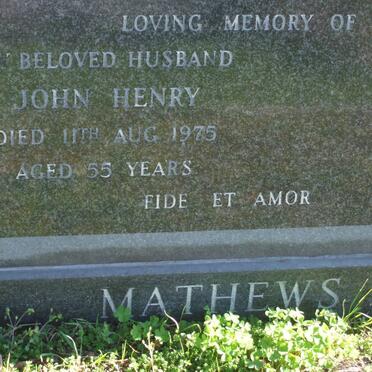 LOVING MEMORY OF
BELOVED HUSBAND
JOHN HENRY
DIED 11TH AUG 1975
AGED 55 YEARS
FIDE ET AMOR
MATHEWS